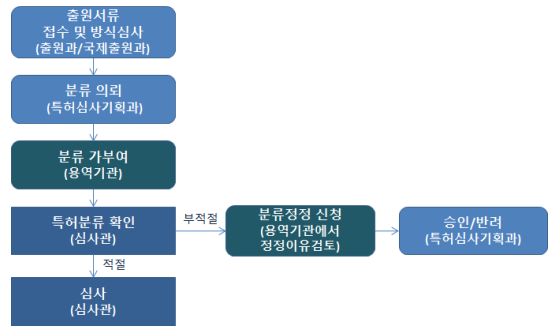 출원서류
접수 및 방식심사
(출원과/국제출원과)
분류 의뢰
(특허심사기획과)
분류 가부여
(용역기관)
특허분류 확인
(심사관)
부적절
분류정정 신청
(용역기관에서
정정이유검토)
승인/반려
(특허심사기획과)
적절
심사
(심사관)